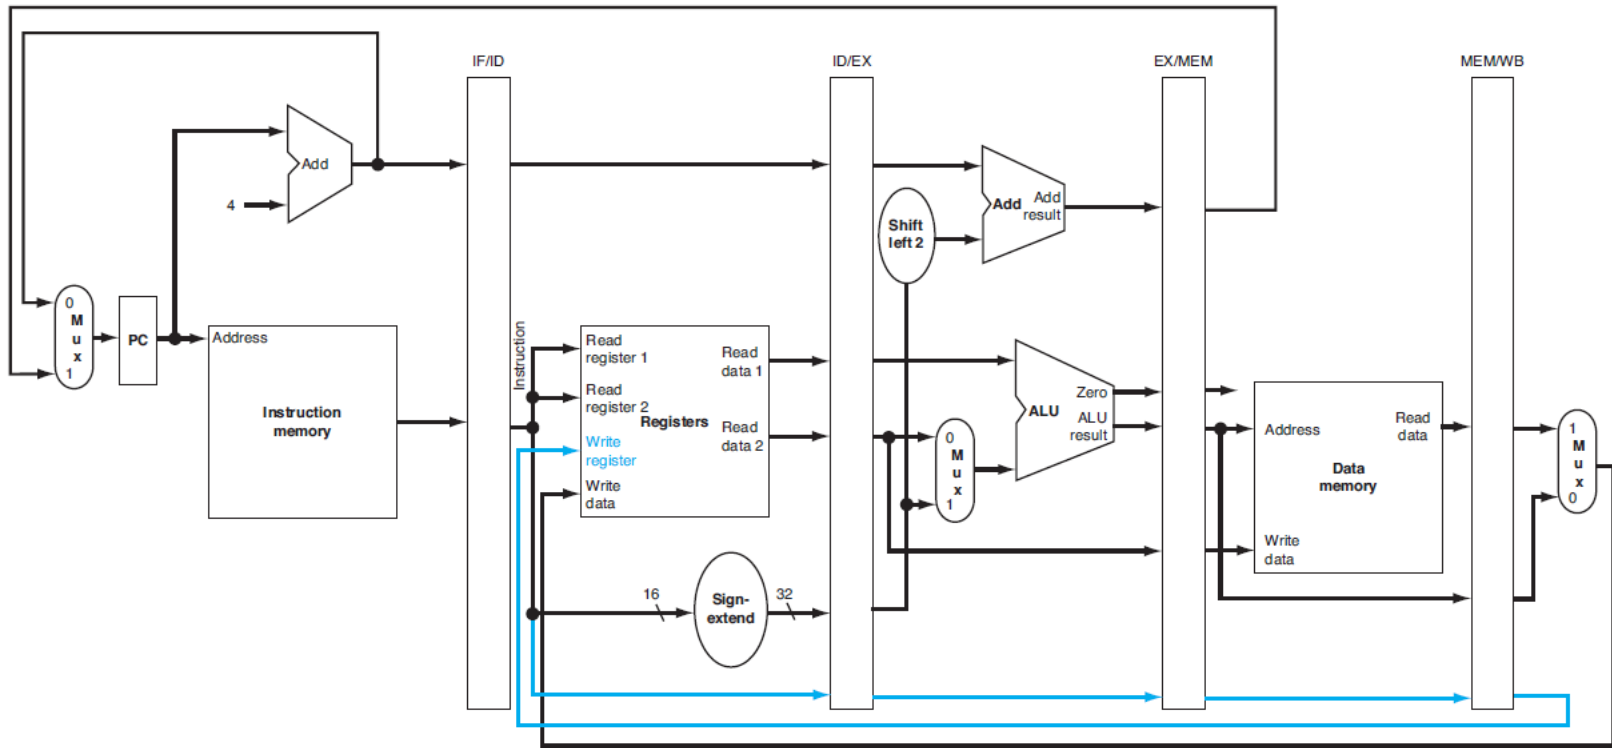 IF/ID
ID/EX
EX/MEM
MEM/WB
Add
4
Add
Add
result
Shift
left 2
0
M
u
x
1
PC
Address
Instruction
memory
Instruction
Read
register 1
Read
register 2
Write
register
Write
data
Registers
Read
data 1
Read
data 2
0
M
u
x
1
ALU
Zero
ALU
result
Address
Read
data
Data
memory
Write
data
1
M
u
x
0
16
Sign-
extend
32